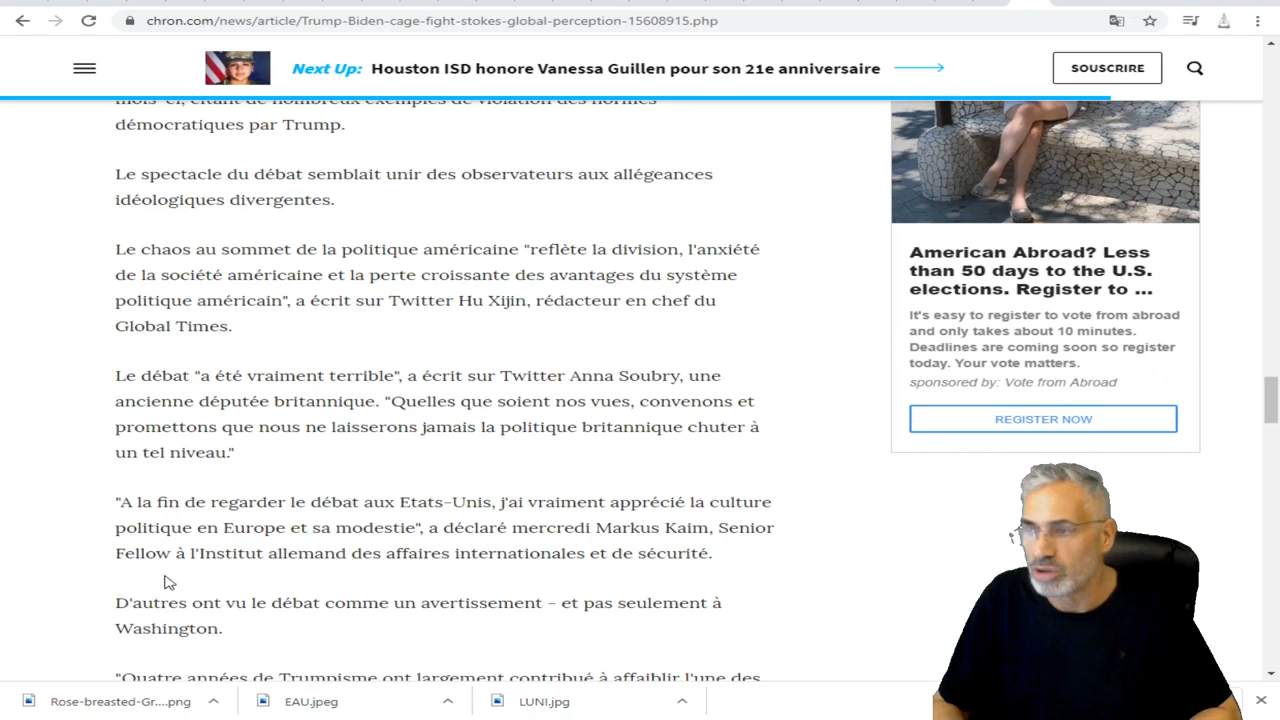 chron.com/news/article/Trump-Biden-cage-fight-stokes-global-perception-15608915.php
Next Up: Houston ISD honore Vanessa Guillen pour son 21e anniversaire
SOUSCRIRE
démocratiques par Trump.
Le spectacle du débat semblait unir des observateurs aux allégeances
idéologiques divergentes.
Le chaos au sommet de la politique américaine "reflète la division, l'anxiété
de la société américaine et la perte croissante des avantages du système
politique américain", a écrit sur Twitter Hu Xijin, rédacteur en chef du
Global Times.
Le débat "a été vraiment terrible", a écrit sur Twitter Anna Soubry, une
ancienne députée britannique. "Quelles que soient nos vues, convenons et
promettons que nous ne laisserons jamais la politique britannique chuter à
un tel niveau."
"A la fin de regarder le débat aux Etats-Unis, j'ai vraiment apprécié la culture
politique en Europe et sa modestie", a déclaré mercredi Markus Kaim, Senior
Fellow à l'Institut allemand des affaires internationales et de sécurité.
D'autres ont vu le débat comme un avertissement - et pas seulement à
Washington.
"Quatre années de Trumpisme ont largement contribué à affaiblir l'une des
American Abroad? Less
than 50 days to the U.S.
elections. Register to ...
It's easy to register to vote from abroad
and only takes about 10 minutes.
Deadlines are coming soon so register
today. Your vote matters.
sponsored by: Vote from Abroad
REGISTER NOW
Rose-breasted-Gr....png
EAU.jpeg
LUNI.jpg